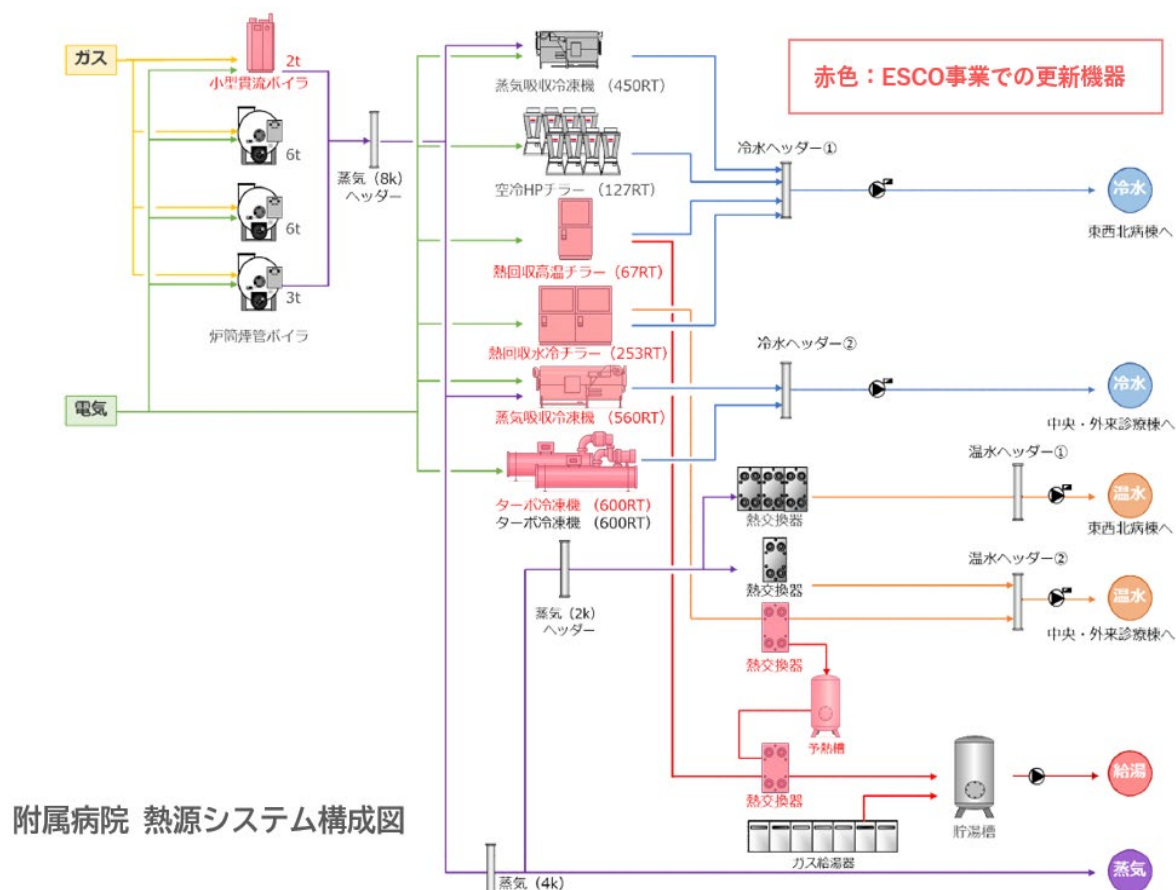 ガス
2t
小型貫流ボイラ
6t
6t
3t
炉筒煙管ボイラ
電気
蒸気（8k）
ヘッダー
蒸気吸収冷凍機 （450RT）
空冷HPチラー （127RT）
熱回収高温チラー （67RT）
熱回収水冷チラー （253RT）
蒸気吸収冷凍機 （560RT）
ターボ冷凍機 （600RT）
ターボ冷凍機 （600RT）
赤色：ESCO事業での更新機器
冷水ヘッダー①
冷水
東西北病棟へ
冷水ヘッダー②
冷水
中央・外来診療棟へ
温水ヘッダー①
熱交換器
温水
東西北病棟へ
蒸気（2k）
ヘッダー
熱交換器
温水ヘッダー②
温水
中央・外来診療棟へ
熱交換器
予熱槽
熱交換器
給湯
貯湯槽
ガス給湯器
附属病院 熱源システム構成図
蒸気（4k）
蒸気